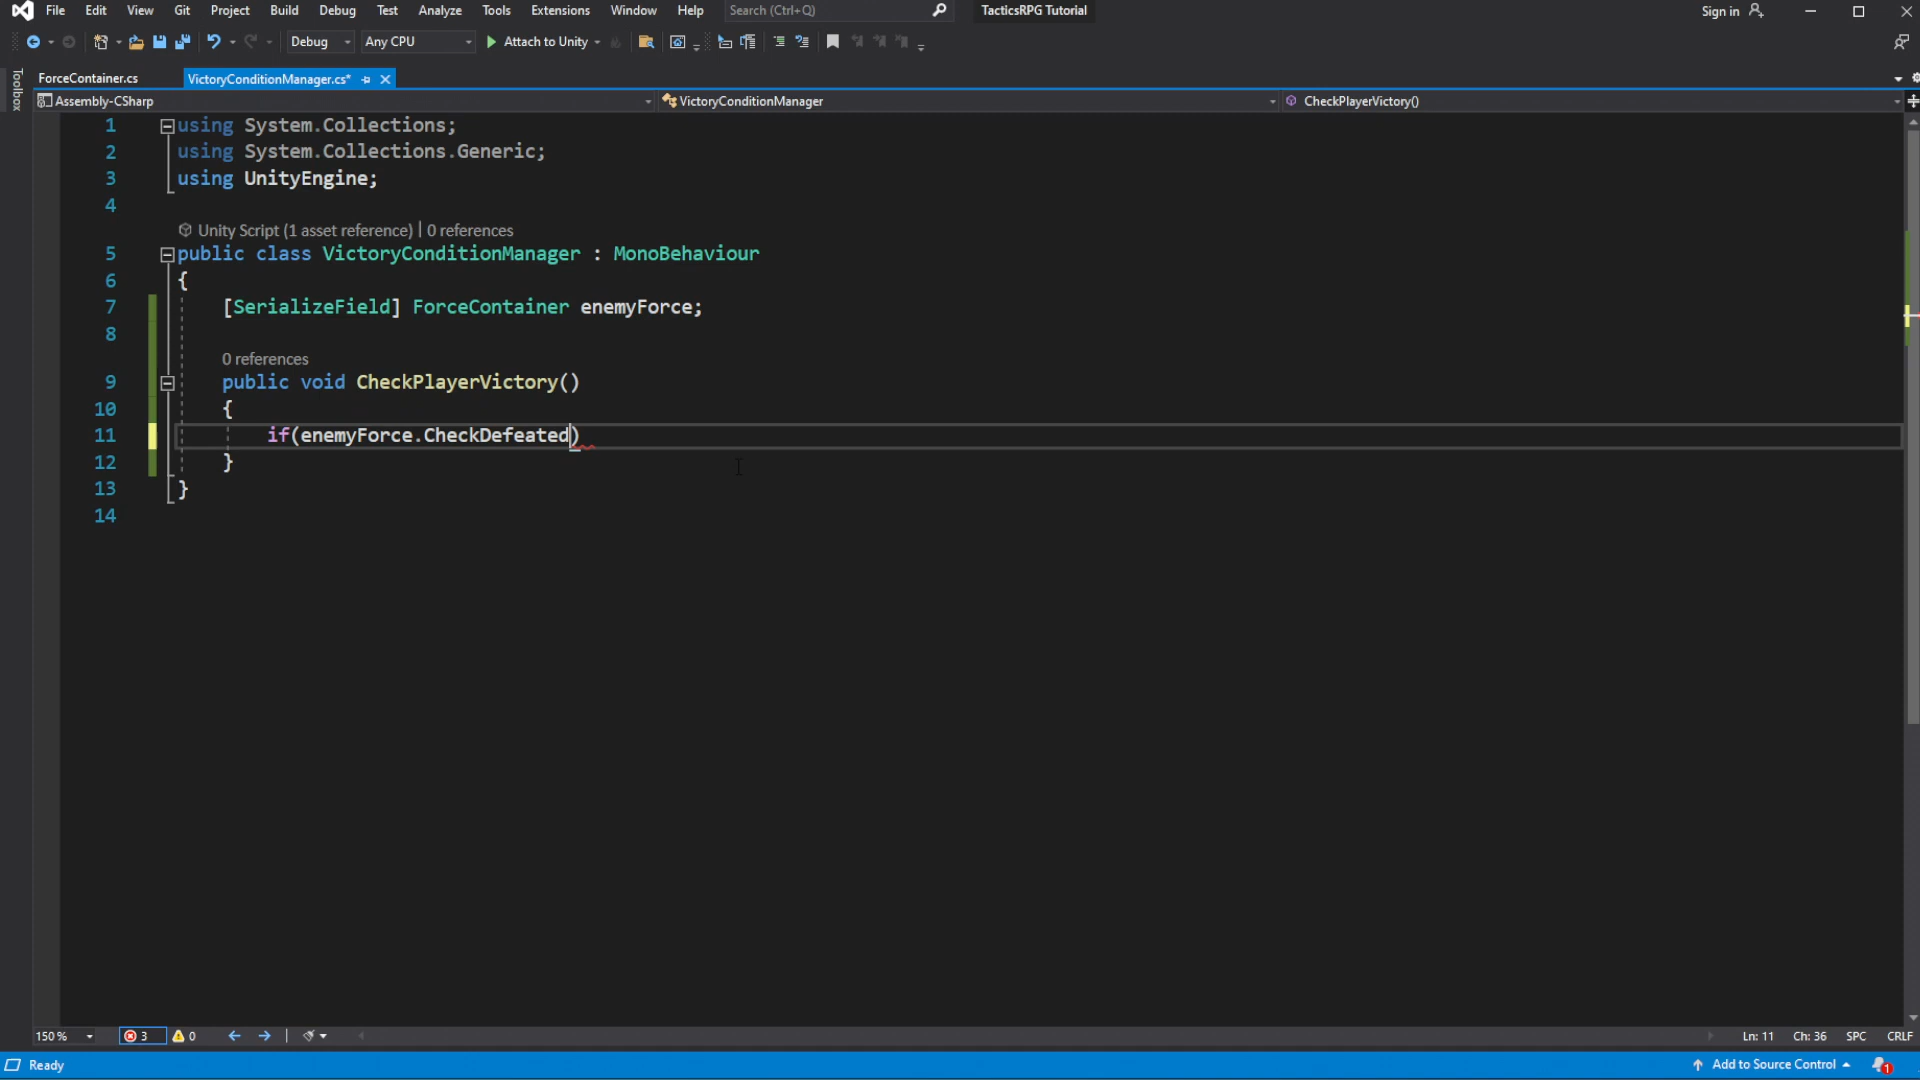 File Edit View Git Project Build Debug Test Analyze Tools Extensions Window Help Search (Ctrl+Q) TacticsRPG Tutorial Sign in
Debug Any CPU Attach to Unity
Toolbox
ForceContainer.cs VictoryConditionManager.cs*
Assembly-CSharp VictoryConditionManager CheckPlayerVictory()
1 using System.Collections;
2 using System.Collections.Generic;
3 using UnityEngine;
4
Unity Script (1 asset reference) | 0 references
5 public class VictoryConditionManager : MonoBehaviour
6 {
7 [SerializeField] ForceContainer enemyForce;
8
0 references
9 public void CheckPlayerVictory()
10 {
11 if(enemyForce.CheckDefeated)
12 }
13 }
14
150 % 3 0 Ln: 11 Ch: 36 SPC CRLF
Ready Add to Source Control 1